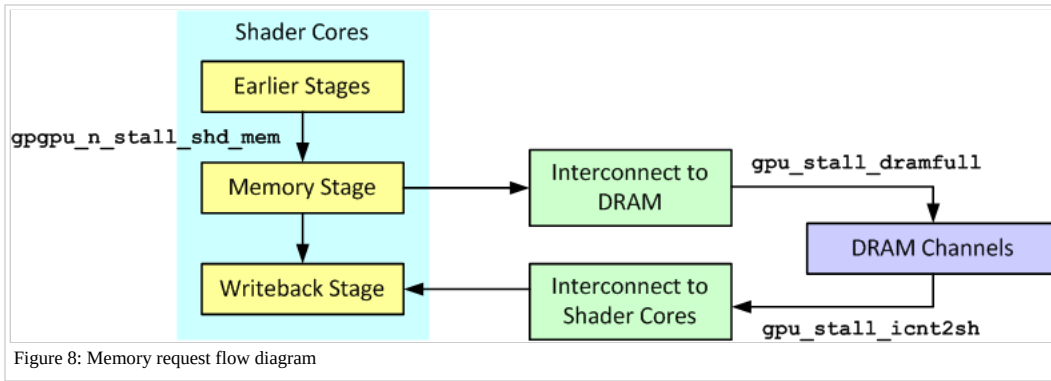 Shader Cores
Earlier Stages
gpgpu_n_stall_shd_mem
Memory Stage
Interconnect to
DRAM
gpu_stall_dramfull
DRAM Channels
Writeback Stage
Interconnect to
Shader Cores
gpu_stall_icnt2sh
Figure 8: Memory request flow diagram